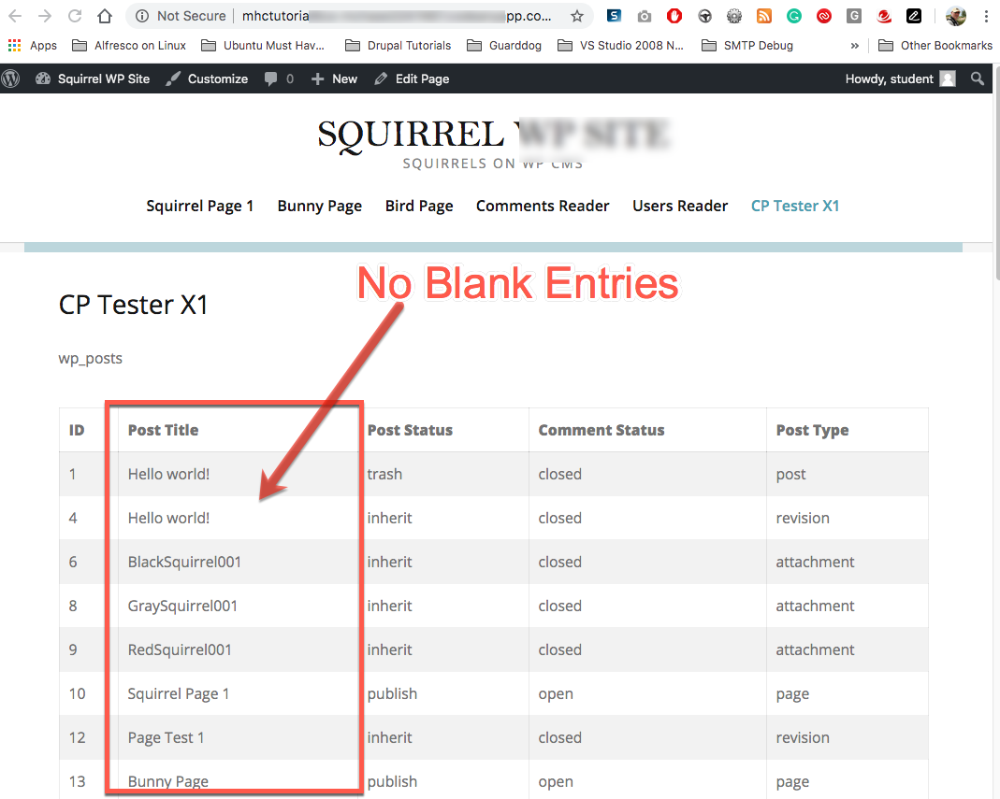 Not Secure mhctutoria pp.co...
Apps Alfresco on Linux Ubuntu Must Hav... Drupal Tutorials Guarddog VS Studio 2008 N... SMTP Debug » Other Bookmarks
Squirrel WP Site Customize 0 New Edit Page Howdy, student
SQUIRREL WP SITE
SQUIRRELS ON WP CMS
Squirrel Page 1 Bunny Page Bird Page Comments Reader Users Reader CP Tester X1
No Blank Entries
CP Tester X1
wp_posts
ID Post Title Post Status Comment Status Post Type
1 Hello world! trash closed post
4 Hello world! inherit closed revision
6 BlackSquirrel001 inherit closed attachment
8 GraySquirrel001 inherit closed attachment
9 RedSquirrel001 inherit closed attachment
10 Squirrel Page 1 publish open page
12 Page Test 1 inherit closed revision
13 Bunny Page publish open page